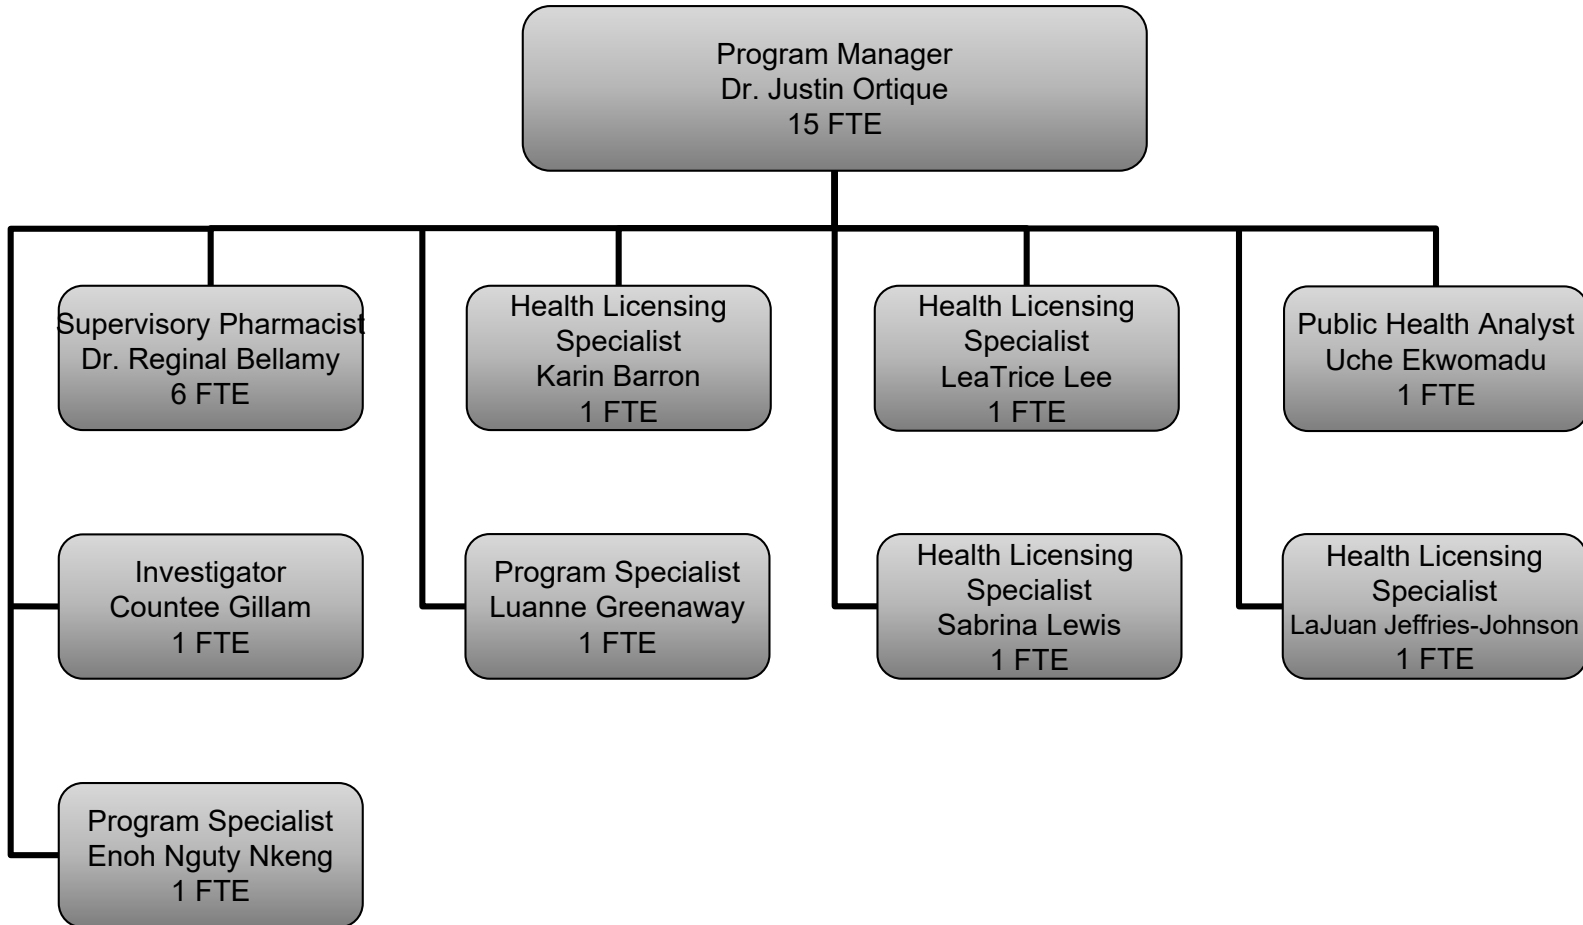 Program Manager
Dr. Justin Ortique
15 FTE
Supervisory Pharmacist
Dr. Reginal Bellamy
6 FTE
Health Licensing
Specialist
Karin Barron
1 FTE
Health Licensing
Specialist
LeaTrice Lee
1 FTE
Public Health Analyst
Uche Ekwomadu
1 FTE
Investigator
Countee Gillam
1 FTE
Program Specialist
Luanne Greenaway
1 FTE
Health Licensing
Specialist
Sabrina Lewis
1 FTE
Health Licensing
Specialist
LaJuan Jeffries-Johnson
1 FTE
Program Specialist
Enoh Nguty Nkeng
1 FTE